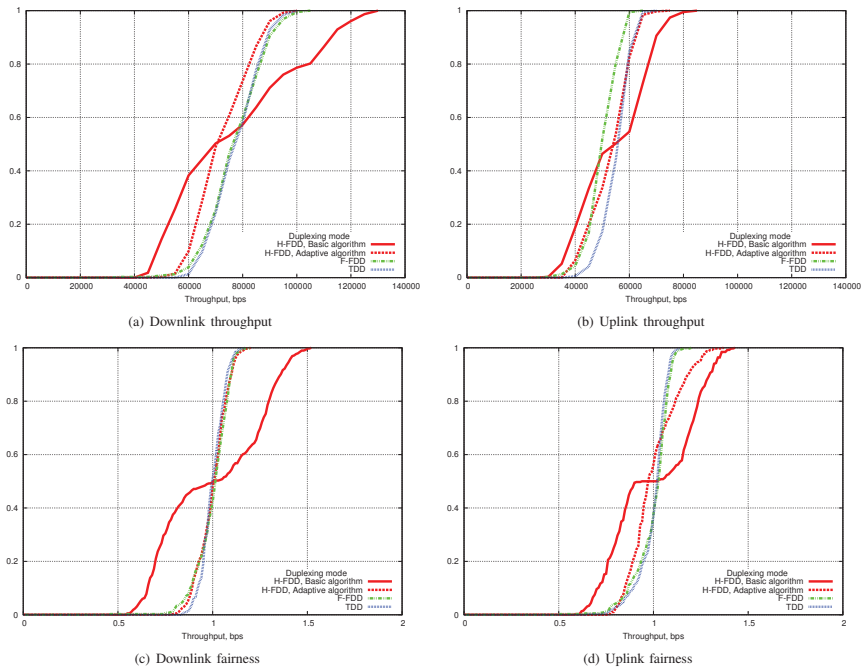 1
0.8
0.6
0.4
0.2
0
0 20000 40000 60000 80000 100000 120000 140000
Throughput, bps
Duplexing mode
H-FDD, Basic algorithm
H-FDD, Adaptive algorithm
F-FDD
TDD
(a) Downlink throughput
1
0.8
0.6
0.4
0.2
0
0 20000 40000 60000 80000 100000 120000 140000
Throughput, bps
Duplexing mode
H-FDD, Basic algorithm
H-FDD, Adaptive algorithm
F-FDD
TDD
(b) Uplink throughput
1
0.8
0.6
0.4
0.2
0
0 0.5 1 1.5 2
Throughput, bps
Duplexing mode
H-FDD, Basic algorithm
H-FDD, Adaptive algorithm
F-FDD
TDD
(c) Downlink fairness
1
0.8
0.6
0.4
0.2
0
0 0.5 1 1.5 2
Throughput, bps
Duplexing mode
H-FDD, Basic algorithm
H-FDD, Adaptive algorithm
F-FDD
TDD
(d) Uplink fairness